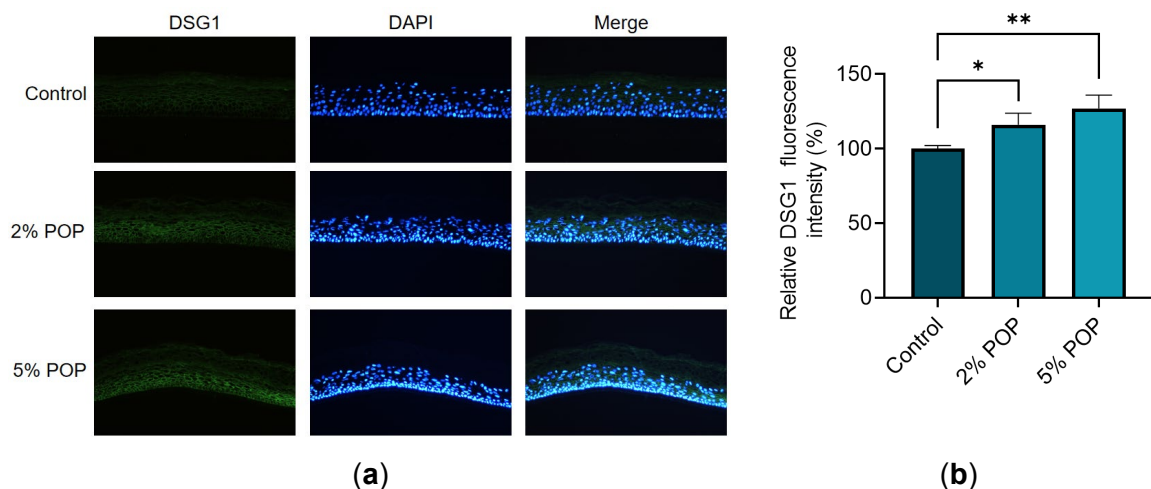 DSG1 DAPI Merge
Control
2% POP
5% POP
(a)
Relative DSG1 fluorescence
intensity (%)
**
*
150
100
50
0
Control 2% POP 5% POP
(b)